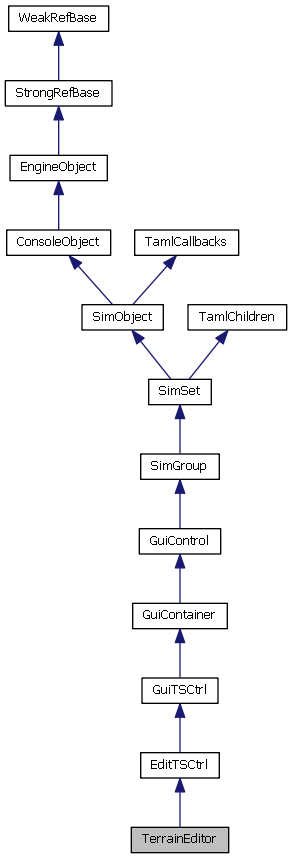 WeakRefBase
StrongRefBase
EngineObject
ConsoleObject
TamlCallbacks
SimObject
TamlChildren
SimSet
SimGroup
GuiControl
GuiContainer
GuiTSCtrl
EditTSCtrl
TerrainEditor